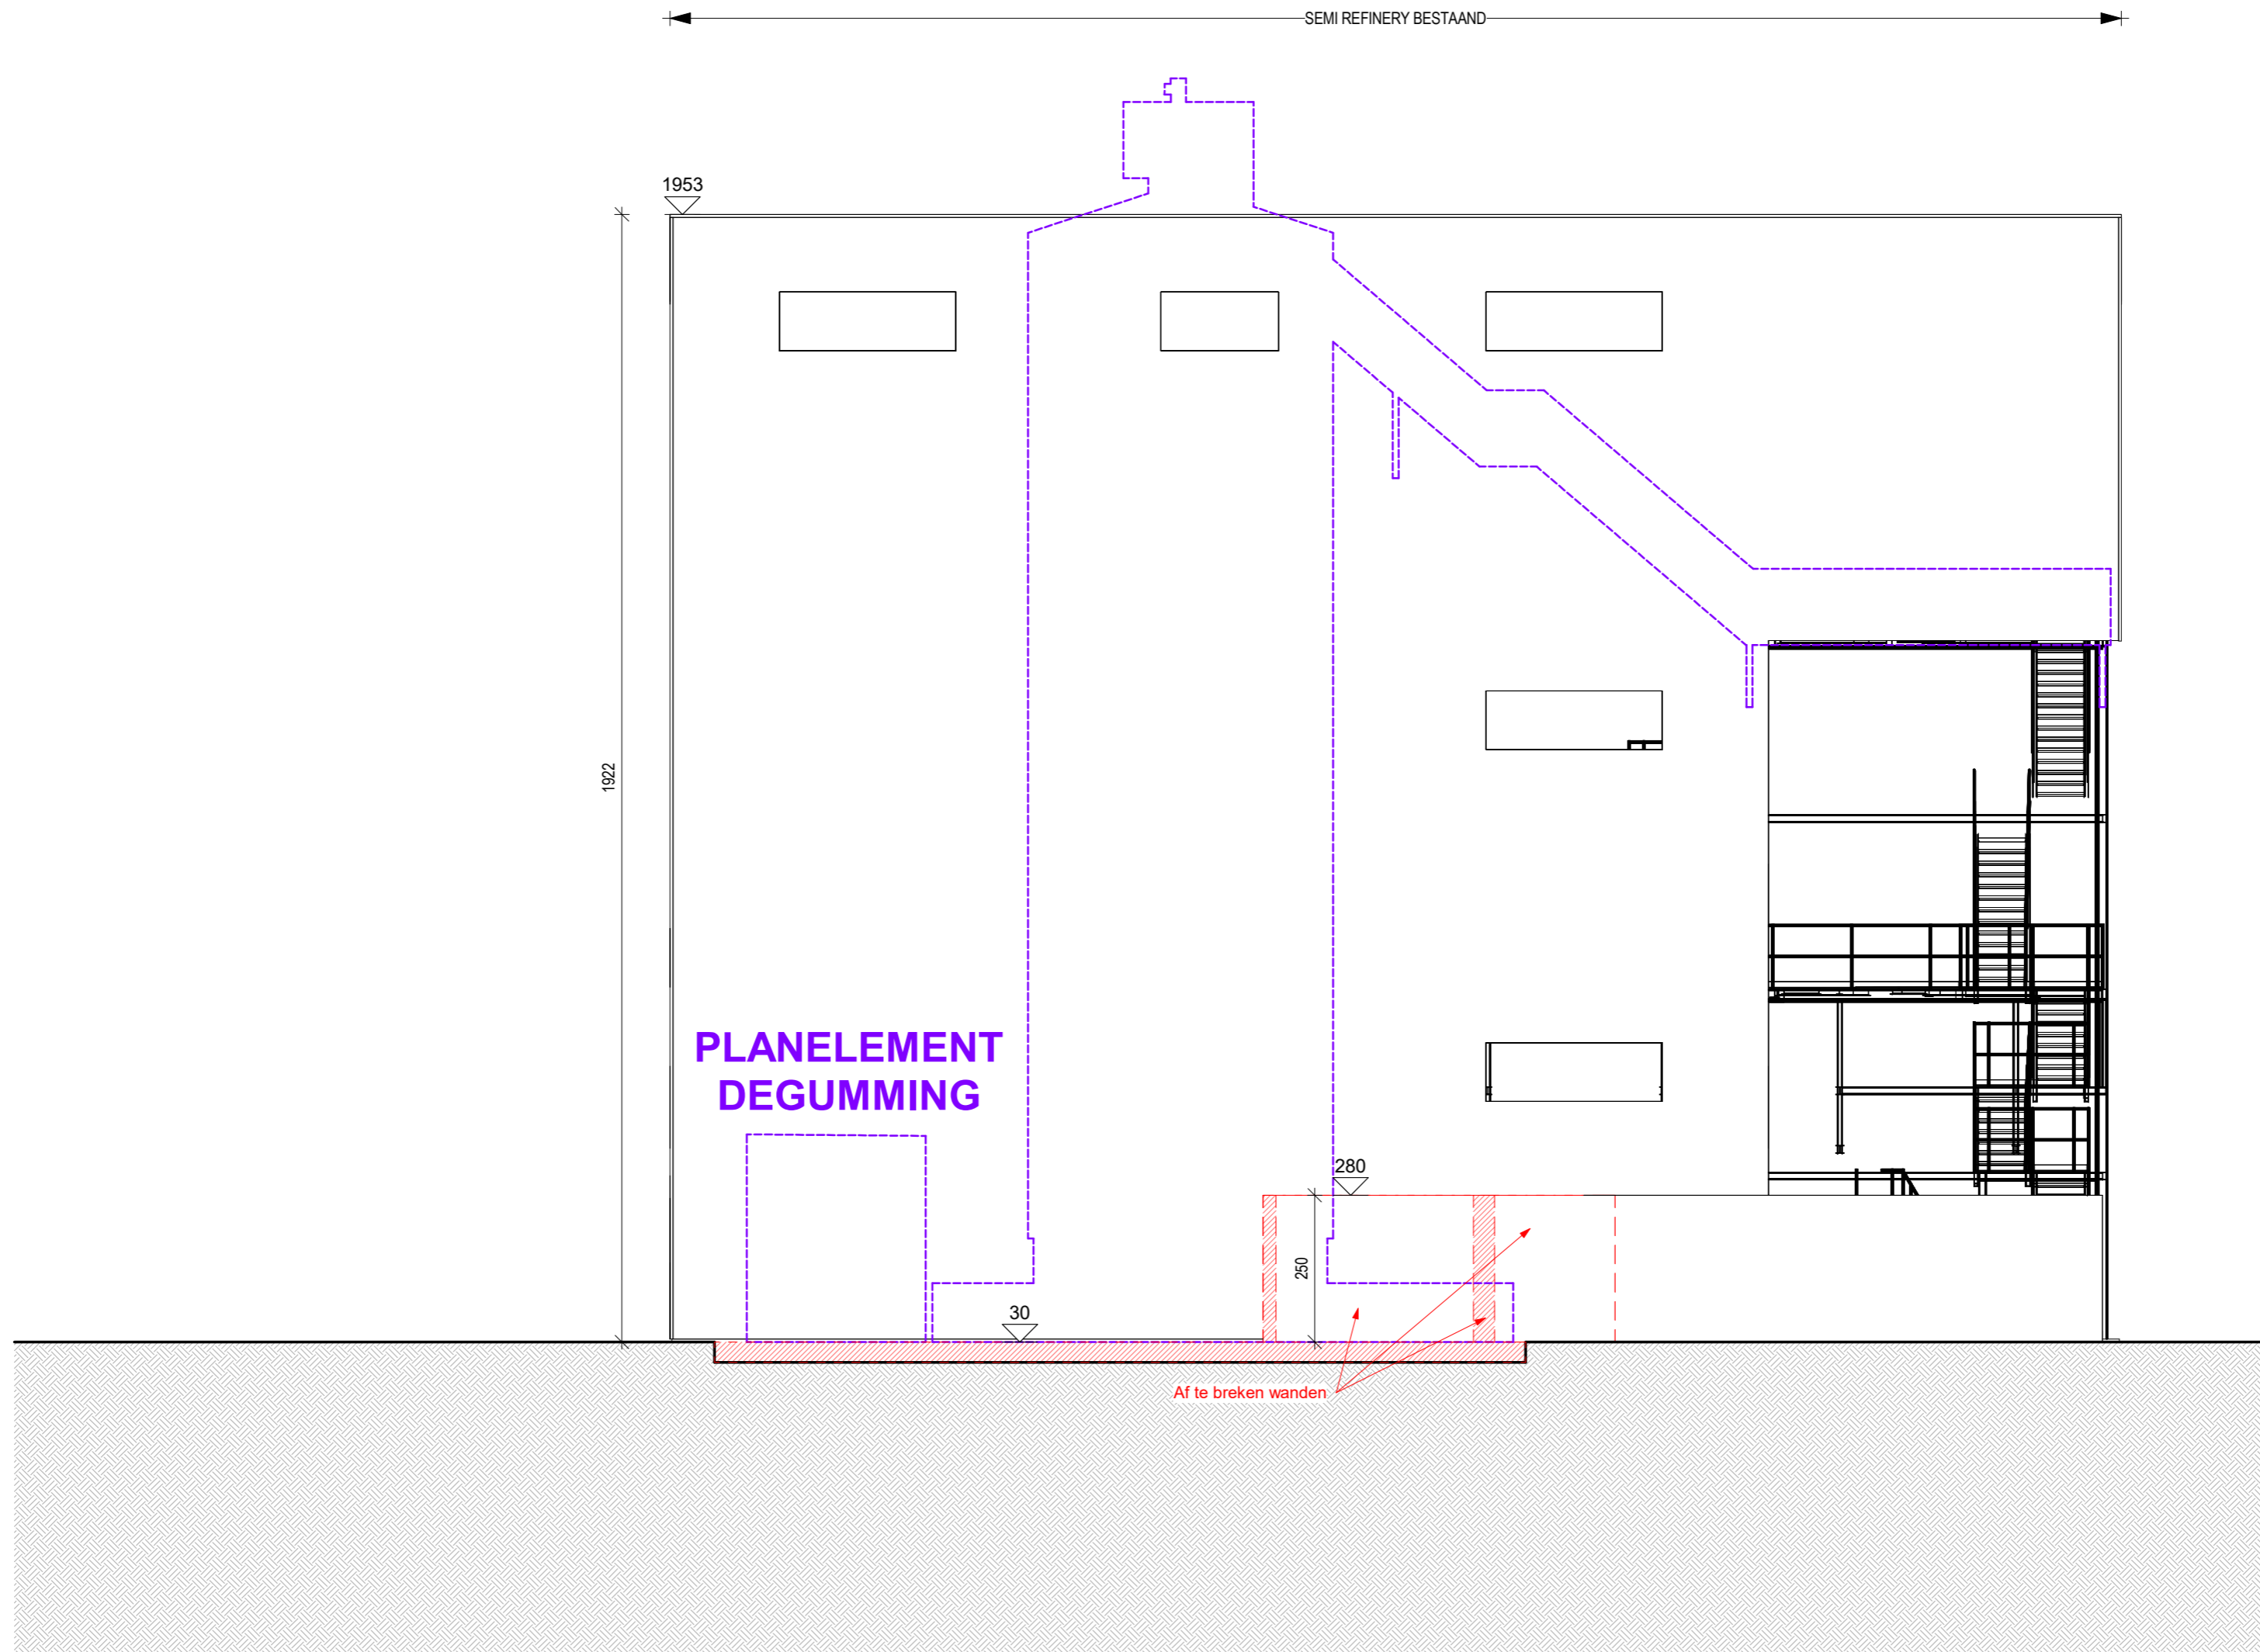 SEMI REFINERY BESTAAND
1953
1922
PLANELEMENT
DEGUMMING
280
250
30
Af te breken wanden